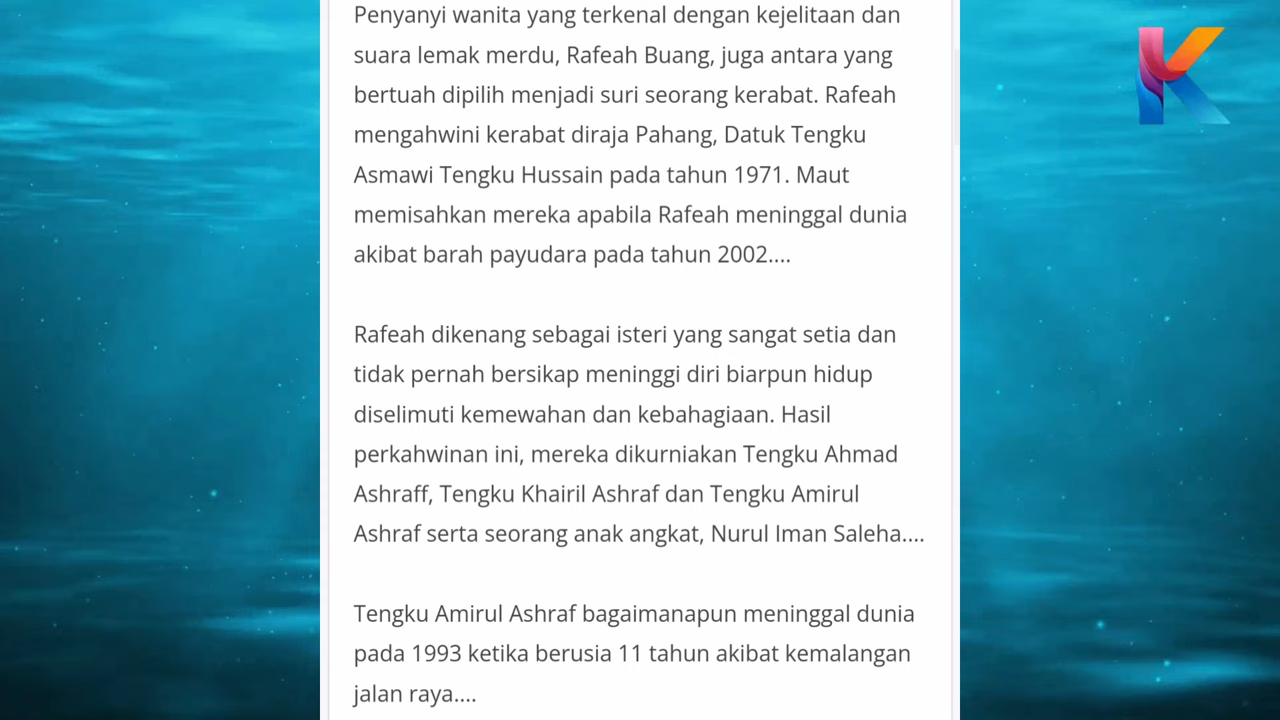 Penyanyi wanita yang terkenal dengan kejelitaan dan
suara lemak merdu, Rafeah Buang, juga antara yang
bertuah dipilih menjadi suri seorang kerabat. Rafeah
mengahwini kerabat diraja Pahang, Datuk Tengku
Asmawi Tengku Hussain pada tahun 1971. Maut
memisahkan mereka apabila Rafeah meninggal dunia
akibat barah payudara pada tahun 2002....
Rafeah dikenang sebagai isteri yang sangat setia dan
tidak pernah bersikap meninggi diri biarpun hidup
diselimuti kemewahan dan kebahagiaan. Hasil
perkahwinan ini, mereka dikurniakan Tengku Ahmad
Ashraff, Tengku Khairil Ashraf dan Tengku Amirul
Ashraf serta seorang anak angkat, Nurul Iman Saleha....
Tengku Amirul Ashraf bagaimanapun meninggal dunia
pada 1993 ketika berusia 11 tahun akibat kemalangan
jalan raya....
K